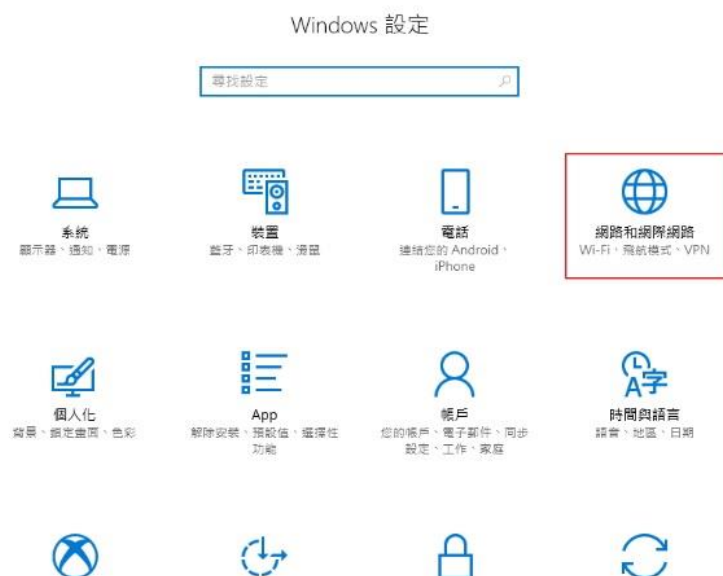 Windows 設定
尋找設定
系統
顯示器、通知、電源
裝置
藍牙、印表機、滑鼠
電話
連結您的 Android、
iPhone
網路和網際網路
Wi-Fi、飛航模式、VPN
個人化
背景、鎖定畫面、色彩
App
解除安裝、預設值、選擇性
功能
帳戶
您的帳戶、電子郵件、同步
設定、工作、家庭
時間與語言
語音、地區、日期